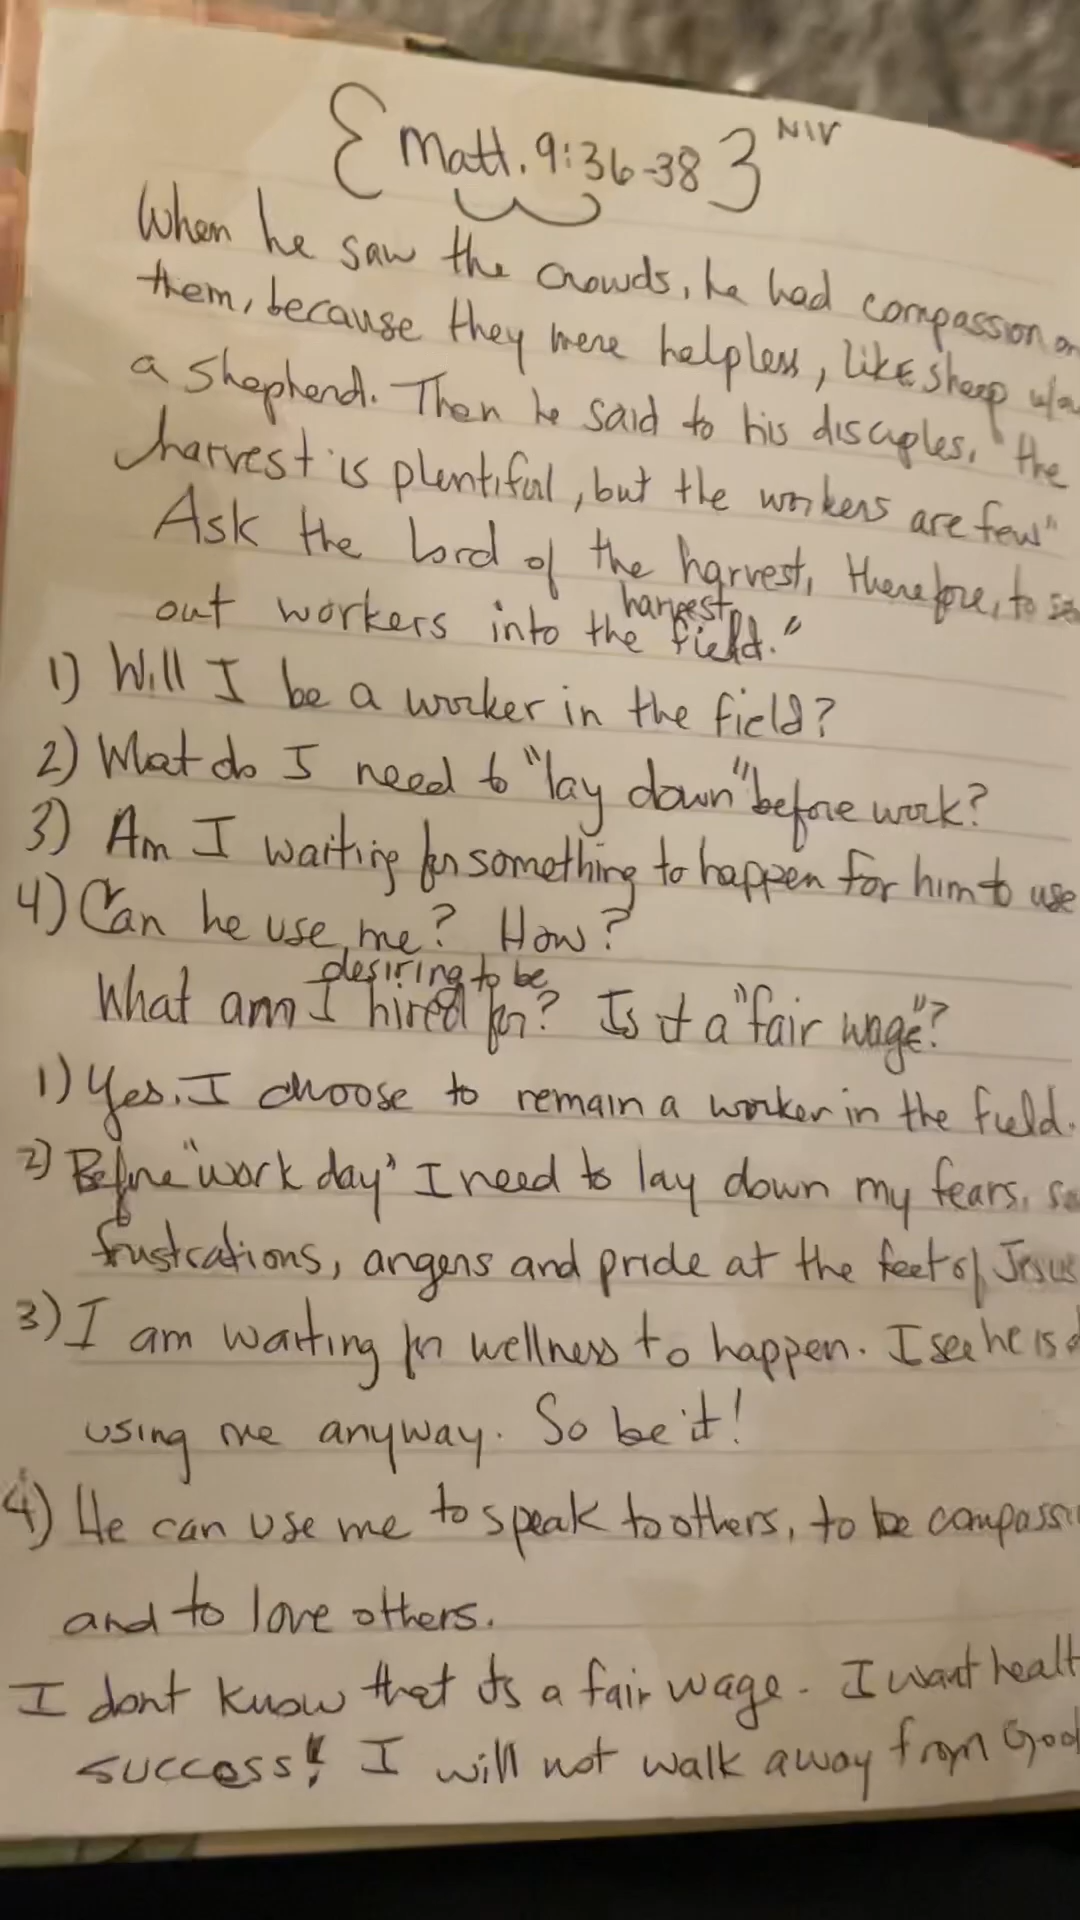 { Matt. 9:36-38 } NIV
When he saw the crowds, he had compassion on
them, because they were helpless, like sheep
a shepherd. Then he said to his disciples, "the
harvest is plentiful, but the workers are few"
Ask the Lord of the harvest, therefore, to
harvest
out workers into the field."
1) Will I be a worker in the field?
2) What do I need to "lay down" before work?
3) Am I waiting for something to happen for him to use
4) Can he use me? How?
desiring to be
What am I hired for? Is it a "fair wage"?
1) Yes, I choose to remain a worker in the field.
2) Before "work day" I need to lay down my fears,
frustrations, angers and pride at the feet of Jesus
3) I am waiting for wellness to happen. I see he is
using me anyway. So be it!
4) He can use me to speak to others, to be
and to love others.
I dont know that its a fair wage. I want
success! I will not walk away from God